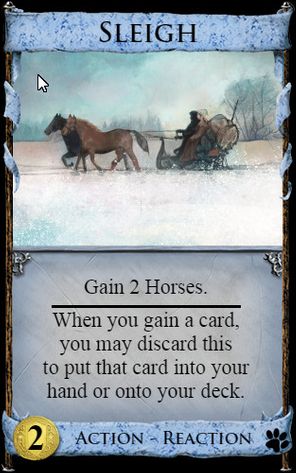 SLEIGH
Gain 2 Horses.
When you gain a card,
you may discard this
to put that card into your
hand or onto your deck.
2 ACTION - REACTION